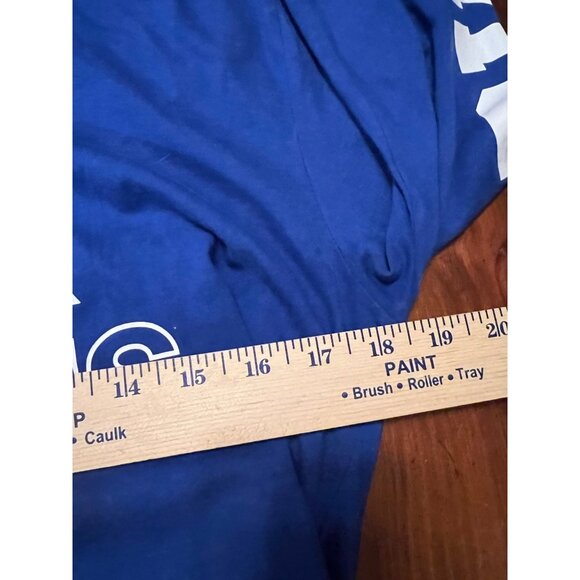 14 15 16 17 18 19 20
PAINT
• Brush • Roller • Tray
P
• Caulk